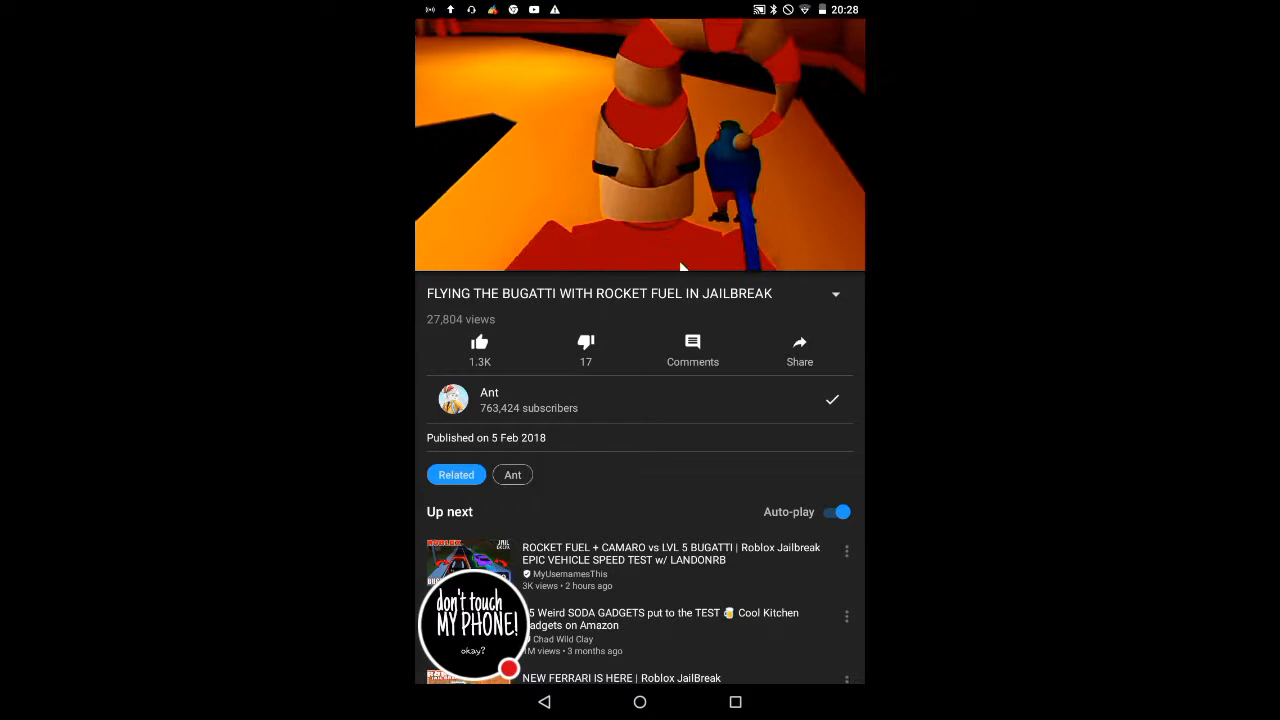 20:28
FLYING THE BUGATTI WITH ROCKET FUEL IN JAILBREAK
27,804 views
1.3K
17
Comments
Share
Ant
763,424 subscribers
Published on 5 Feb 2018
Related
Ant
Up next
Auto-play
ROBLOX
JAIL
ROCKET FUEL + CAMARO vs LVL 5 BUGATTI | Roblox Jailbreak
EPIC VEHICLE SPEED TEST w/ LANDONRB
MyUsernamesThis
3K views • 2 hours ago
don't touch
MY PHONE!
okay?
5 Weird SODA GADGETS put to the TEST 🍺 Cool Kitchen
adgets on Amazon
Chad Wild Clay
M views • 3 months ago
NEW FERRARI IS HERE | Roblox JailBreak